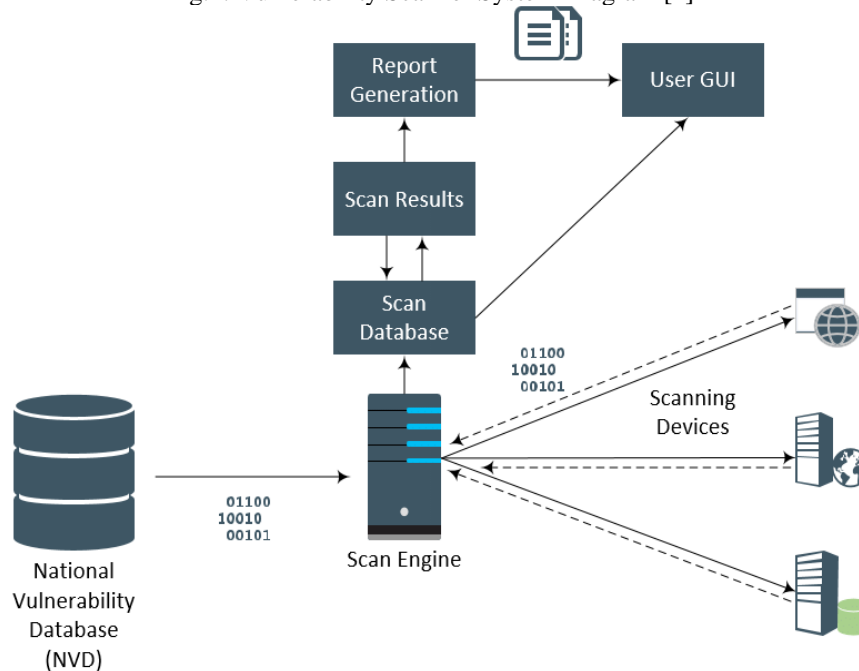 Report
Generation
User GUI
Scan Results
Scan
Database
01100
10010
00101
Scanning
Devices
01100
10010
00101
Scan Engine
National
Vulnerability
Database
(NVD)